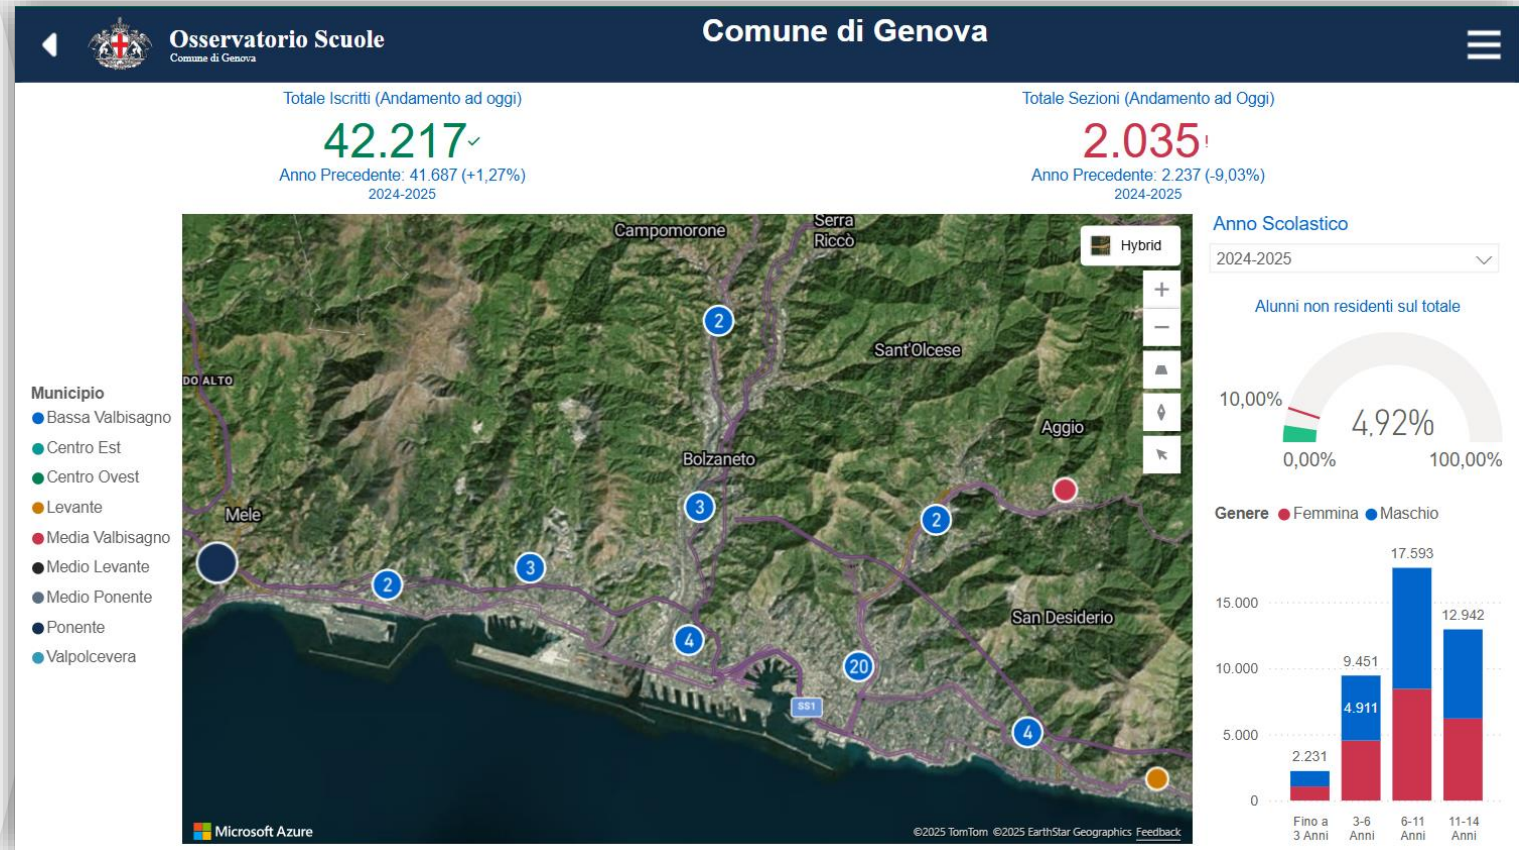 Osservatorio Scuole
Comune di Genova
Comune di Genova
Totale Iscritti (Andamento ad oggi)
42.217
Anno Precedente: 41.687 (+1,27%)
2024-2025
Totale Sezioni (Andamento ad Oggi)
2.035!
Anno Precedente: 2.237 (-9,03%)
2024-2025
Municipio
Bassa Valbisagno
Centro Est
Centro Ovest
Levante
Media Valbisagno
Medio Levante
Medio Ponente
Ponente
Valpolcevera
Campomorone
Serra
Riccò
Hybrid
2
Sant'Olcese
DO ALTO
Aggio
Bolzaneto
Mele
3
2
3
2
San Desiderio
4
20
SS1
4
Microsoft Azure
©2025 TomTom ©2025 EarthStar Geographics Feedback
Anno Scolastico
2024-2025
Alunni non residenti sul totale
10,00%
4,92%
0,00%
100,00%
Genere Femmina Maschio
17.593
15.000
12.942
10.000
9.451
4.911
5.000
2.231
0
Fino a
3 Anni
3-6
Anni
6-11
Anni
11-14
Anni